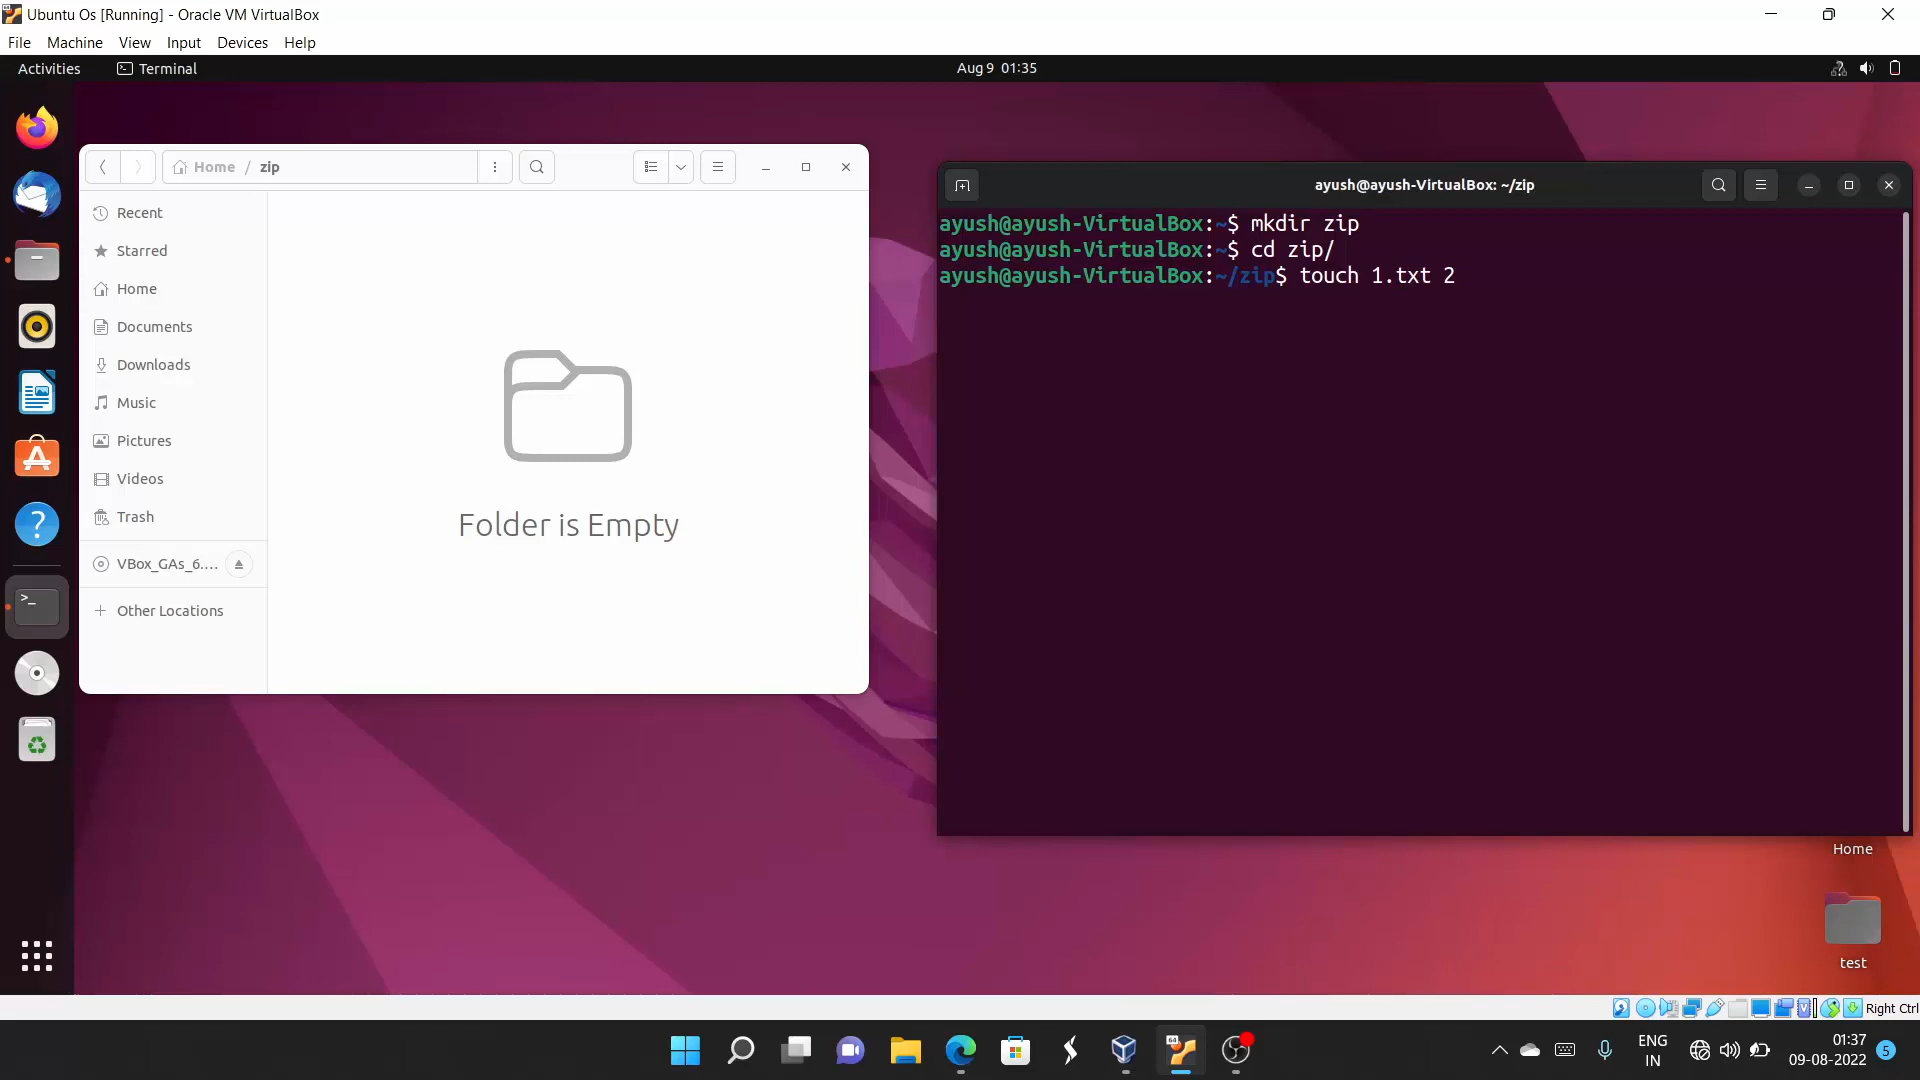 Ubuntu Os [Running] - Oracle VM VirtualBox
File Machine View Input Devices Help
Activities Terminal Aug 9 01:35
Home / zip
Recent
Starred
Home
Documents
Downloads
Music
Pictures
Videos
Trash
VBox_GAs_6....
Other Locations
Folder is Empty
ayush@ayush-VirtualBox: ~/zip
ayush@ayush-VirtualBox:~$ mkdir zip
ayush@ayush-VirtualBox:~$ cd zip/
ayush@ayush-VirtualBox:~/zip$ touch 1.txt 2
Home
test
Right Ctrl
ENG
IN
01:37
09-08-2022
5